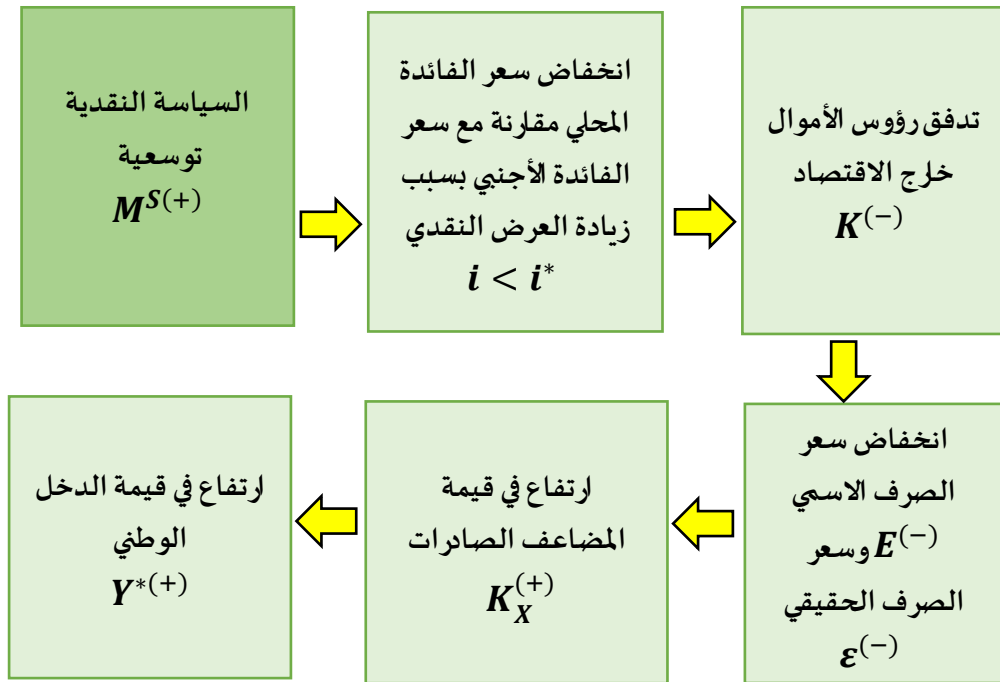 السياسة النقدية
توسعية
M^{S(+)}
انخفاض سعر الفائدة
المحلي مقارنة مع سعر
الفائدة الأجنبي بسبب
زيادة العرض النقدي
i < i^*
تدفق رؤوس الأموال
خارج الاقتصاد
K^{(-)}
انخفاض سعر
الصرف الاسمي
E^{(-)} وسعر
الصرف الحقيقي
ε^{(-)}
ارتفاع في قيمة
المضاعف الصادرات
K_X^{(+)}
ارتفاع في قيمة الدخل
الوطني
Y^{*(+)}